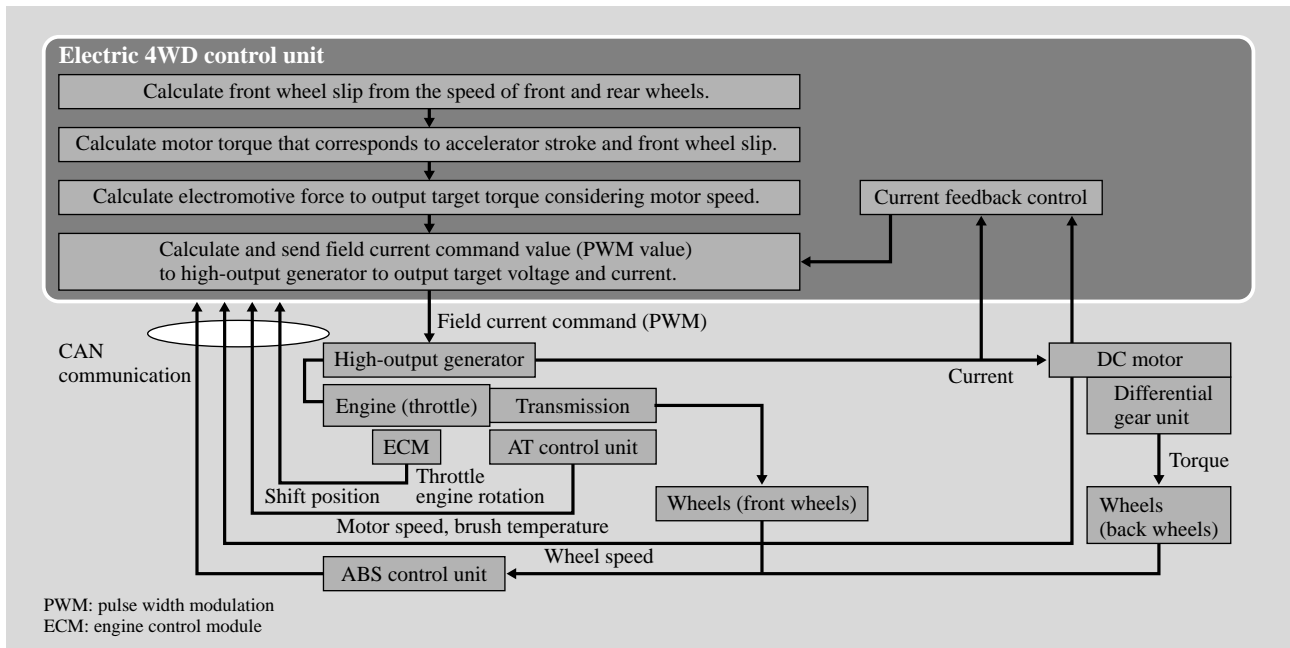 Electric 4WD control unit
Calculate front wheel slip from the speed of front and rear wheels.
Calculate motor torque that corresponds to accelerator stroke and front wheel slip.
Calculate electromotive force to output target torque considering motor speed.
Current feedback control
Calculate and send field current command value (PWM value)
to high-output generator to output target voltage and current.
Field current command (PWM)
CAN
communication
High-output generator
Current
DC motor
Differential
gear unit
Engine (throttle)
Transmission
ECM
AT control unit
Torque
Shift position
Throttle
engine rotation
Wheels (front wheels)
Wheels
(back wheels)
Motor speed, brush temperature
Wheel speed
ABS control unit
PWM: pulse width modulation
ECM: engine control module